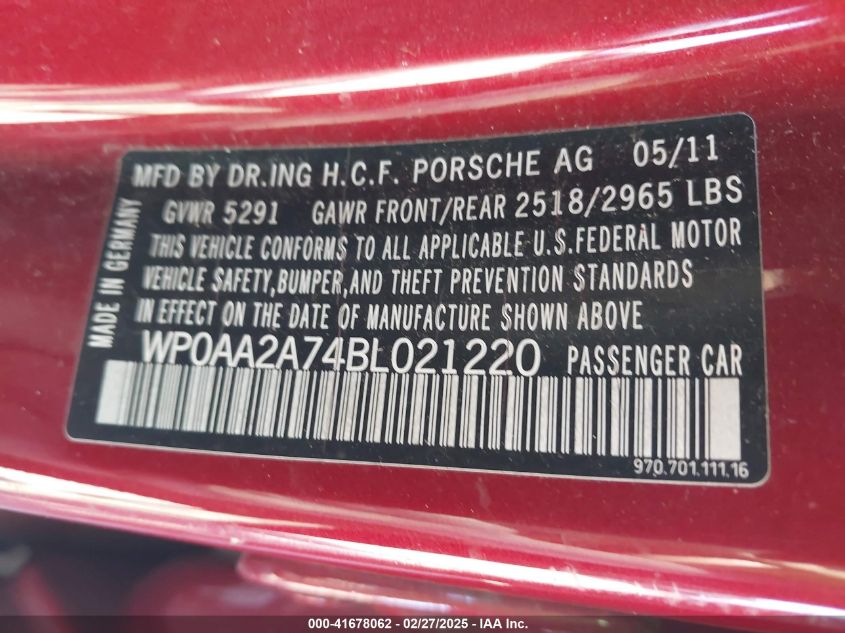 MFD BY DR.ING H.C.F. PORSCHE AG 05/11
GVWR 5291 GAWR FRONT/REAR 2518/2965 LBS
THIS VEHICLE CONFORMS TO ALL APPLICABLE U.S.FEDERAL MOTOR
VEHICLE SAFETY,BUMPER,AND THEFT PREVENTION STANDARDS
IN EFFECT ON THE DATE OF MANUFACTURE SHOWN ABOVE
WP0AA2A74BL021220 PASSENGER CAR
MADE IN GERMANY
970.701.111.16
000-41678062 - 02/27/2025 - IAA Inc.